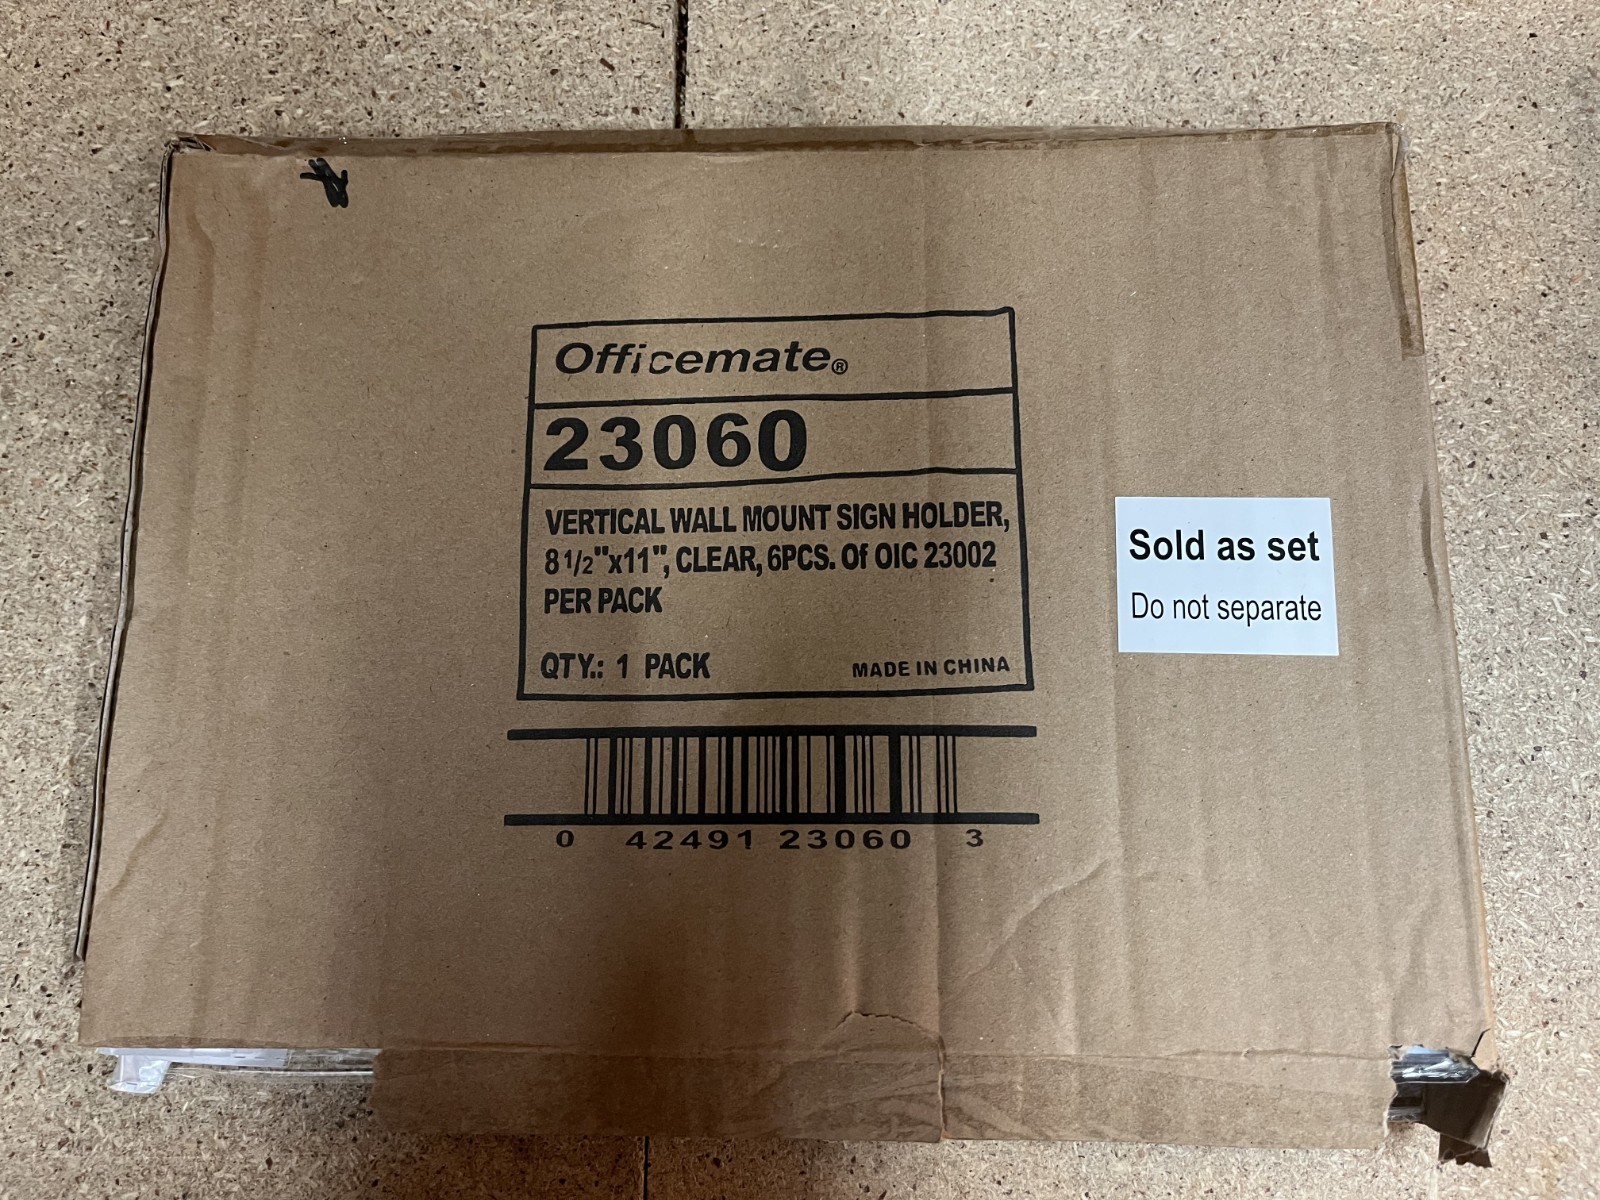 Officemate®
23060
VERTICAL WALL MOUNT SIGN HOLDER,
8 1/2"x11", CLEAR, 6PCS. Of OIC 23002
PER PACK
QTY.: 1 PACK
MADE IN CHINA
Sold as set
Do not separate
0 42491 23060 3